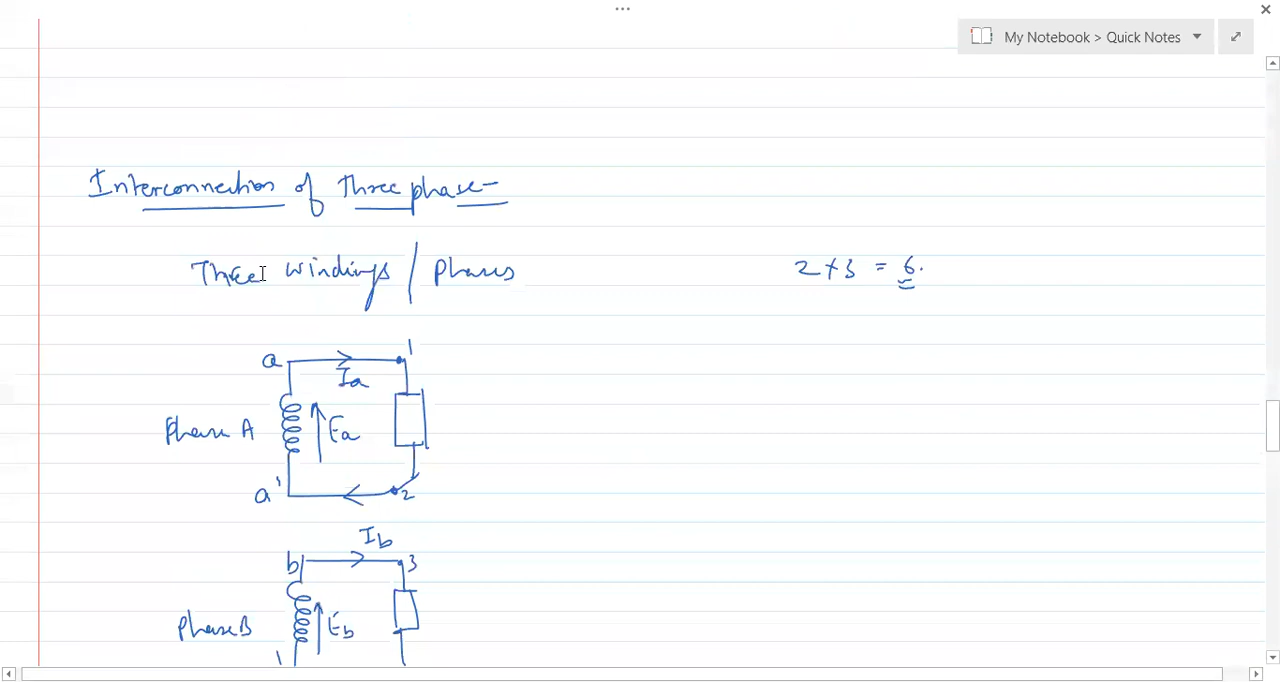 My Notebook > Quick Notes
Interconnection of three phase-
Three windings / phases
2 × 3 = 6.
a
1
Ia
Phase A
Ea
a'
2
Ib
b
3
Phase B
Eb